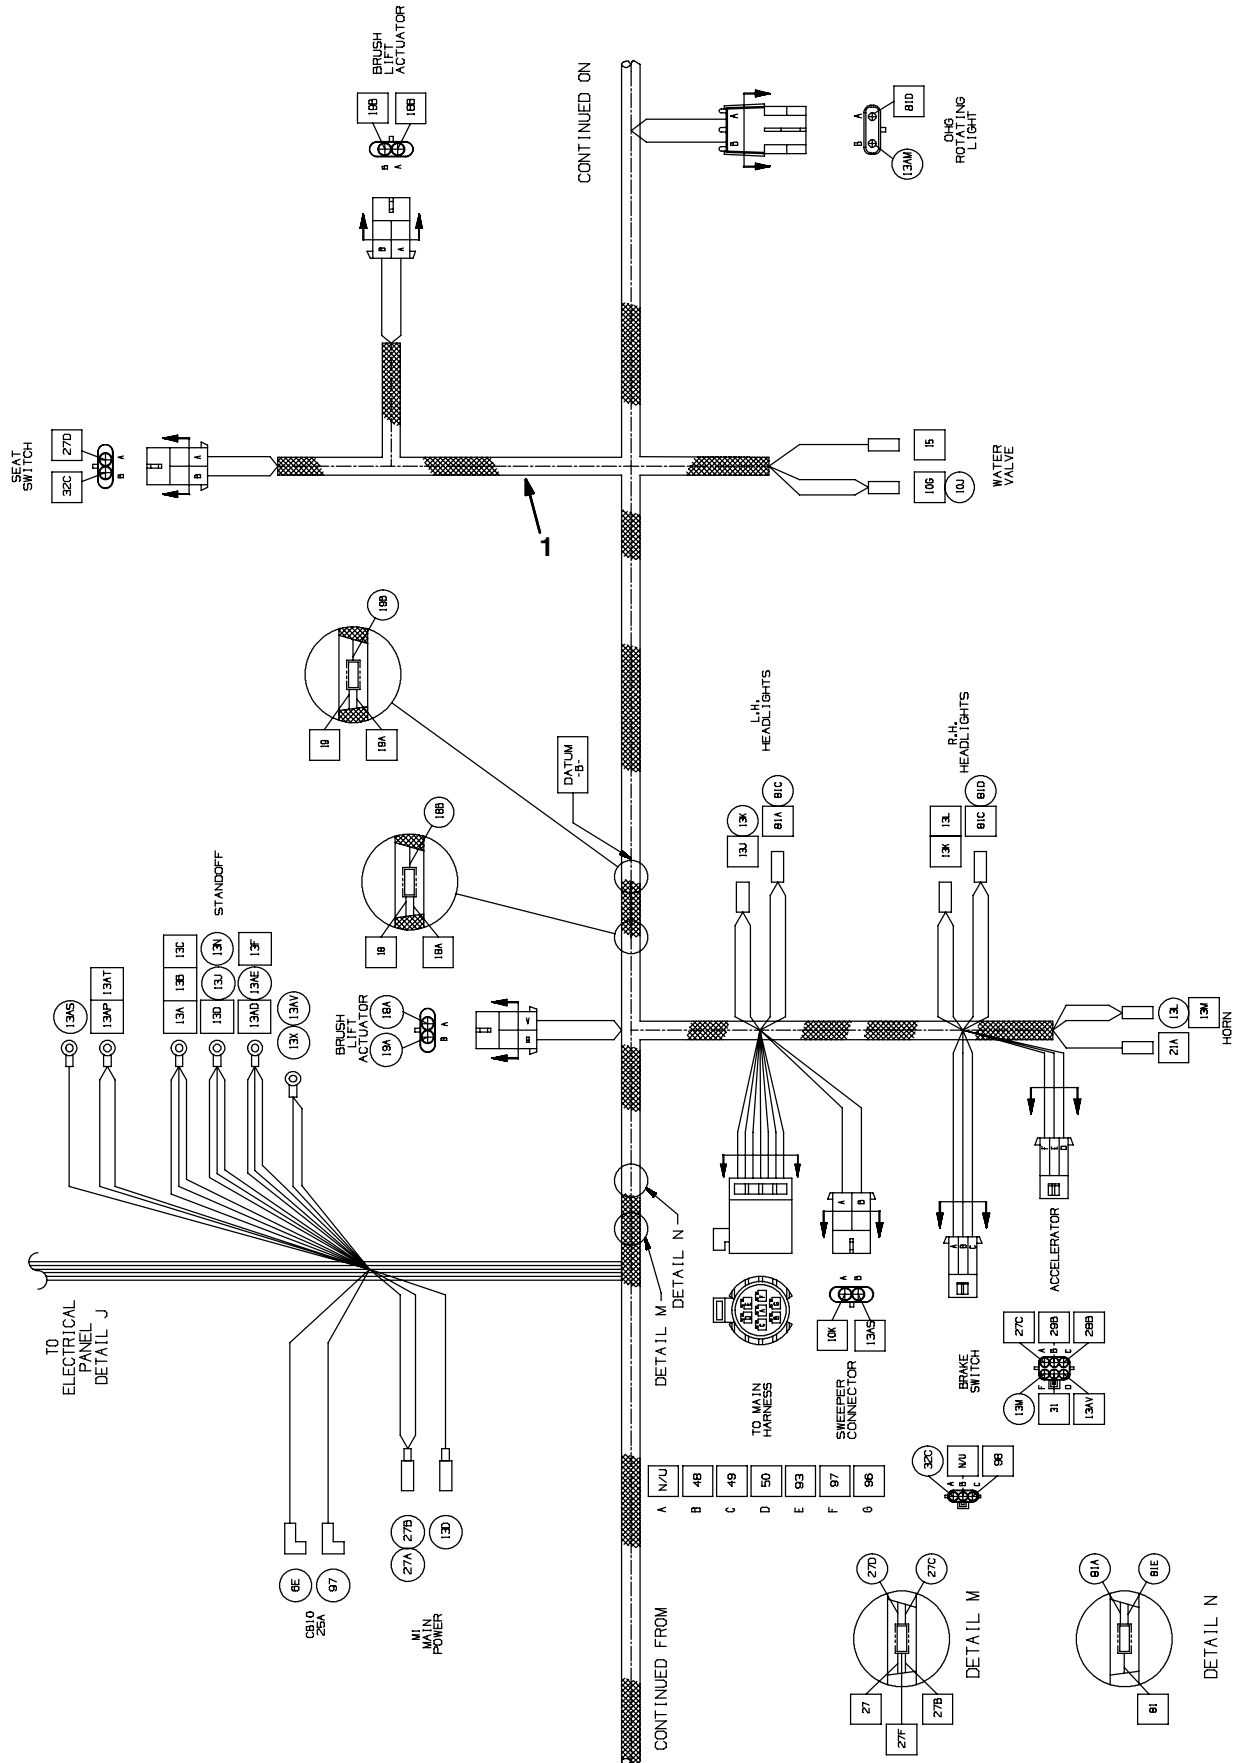 BRUSH
LIFT
ACTUATOR
19B
18B
B
A
B
A
CONTINUED ON
A
B
A
B
81D
13AM
OHG
ROTATING
LIGHT
SEAT
SWITCH
27D
32C
A
B
A
B
1
15
10G
10J
WATER
VALVE
19B
19
19A
18B
18
18A
DATUM
-B-
L.H.
HEADLIGHTS
13J
13K
81A
81C
R.H.
HEADLIGHTS
13K
13L
81C
81D
STANDOFF
13AS
13AP
13AT
13A
13B
13C
13D
13J
13N
13AD
13AE
13F
13X
13AV
BRUSH
LIFT
ACTUATOR
18A
19A
A
B
A
B
13L
13M
21A
HORN
TO
ELECTRICAL
PANEL
DETAIL J
DETAIL N
DETAIL M
A
B
A
B
10K
13AS
SWEEPER
CONNECTOR
TO MAIN
HARNESS
E
D
F
A
C
G
B
A
B
C
F
E
D
ACCELERATOR
BRAKE
SWITCH
27C
29B
28B
A
B
C
F
D
13M
31
13AV
32C
N/U
98
A
B
C
A N/U
B 48
C 49
D 50
E 93
F 97
G 96
6E
97
CB10
25A
27A
27B
13D
M1
MAIN
POWER
CONTINUED FROM
27D
27C
27
27F
27B
DETAIL M
81A
81E
81
DETAIL N